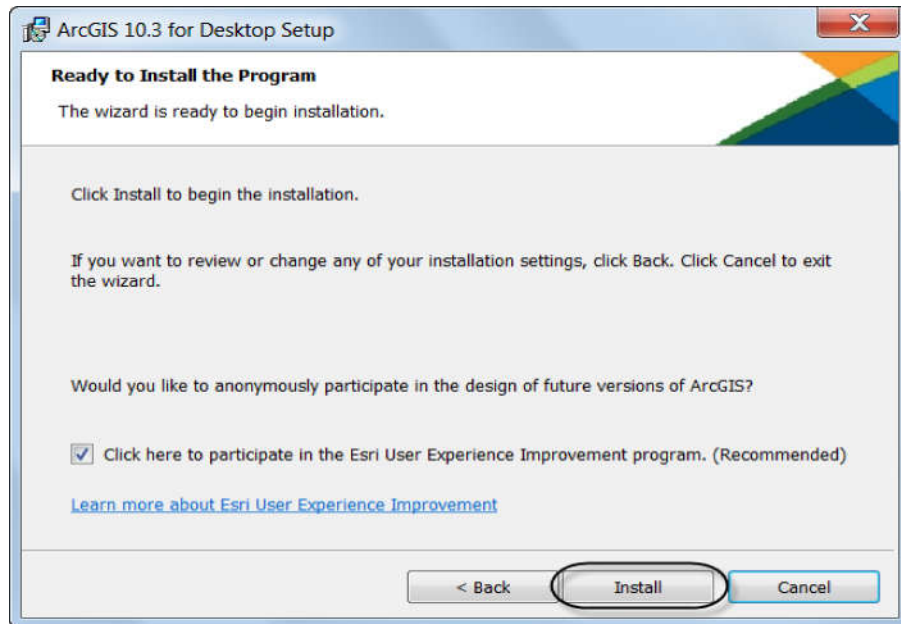 ArcGIS 10.3 for Desktop Setup
Ready to Install the Program
The wizard is ready to begin installation.
Click Install to begin the installation.
If you want to review or change any of your installation settings, click Back. Click Cancel to exit
the wizard.
Would you like to anonymously participate in the design of future versions of ArcGIS?
Click here to participate in the Esri User Experience Improvement program. (Recommended)
Learn more about Esri User Experience Improvement
< Back Install Cancel